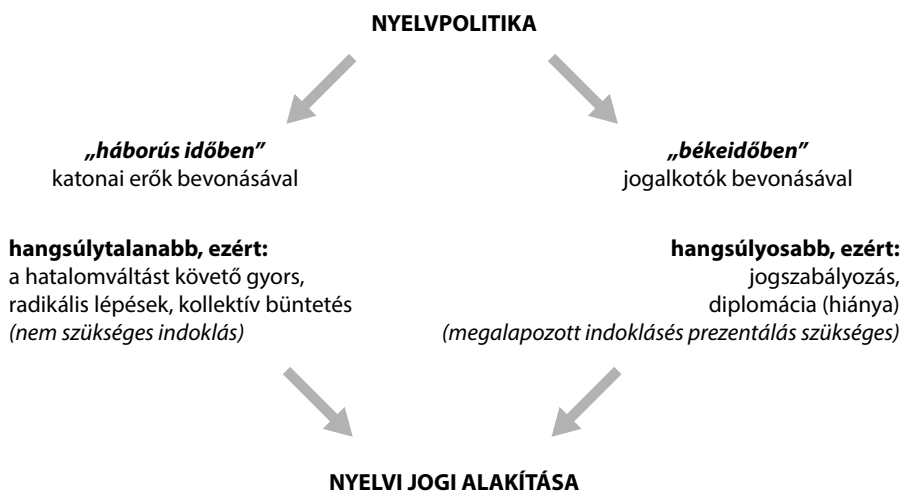 NYELVPOLITIKA
„háborús időben”
katonai erők bevonásával
hangsúlytalanabb, ezért:
a hatalomváltást követő gyors,
radikális lépések, kollektív büntetés
(nem szükséges indoklás)
„békeidőben”
jogalkotók bevonásával
hangsúlyosabb, ezért:
jogszabályozás,
diplomácia (hiánya)
(megalapozott indoklásés prezentálás szükséges)
NYELVI JOGI ALAKÍTÁSA